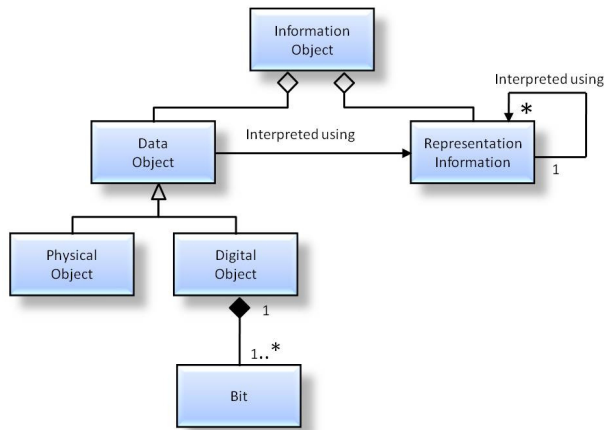 Information
Object
Interpreted using
*
Data
Object
Interpreted using
Representation
Information
1
Physical
Object
Digital
Object
1
1..*
Bit